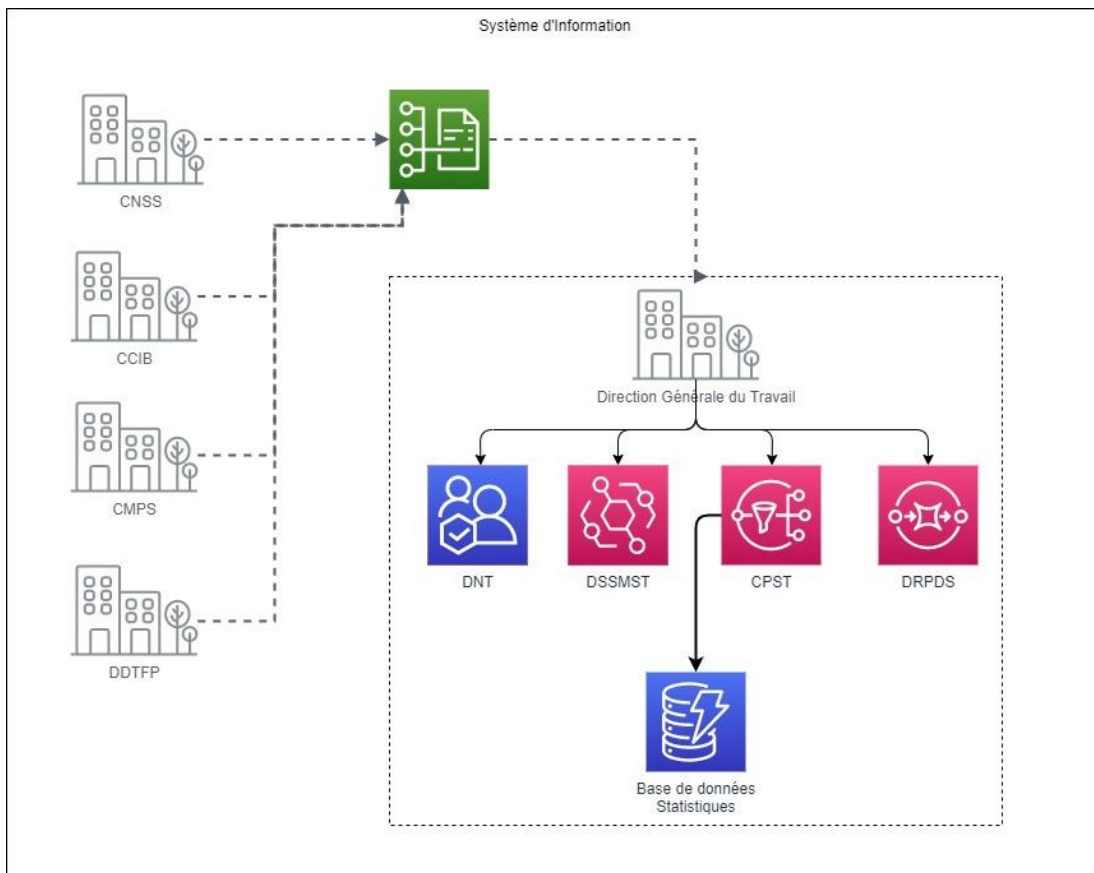 Système d'Information
CNSS
CCIB
CMPS
DDTFP
Direction Générale du Travail
DNT
DSSMST
CPST
DRPDS
Base de données
Statistiques